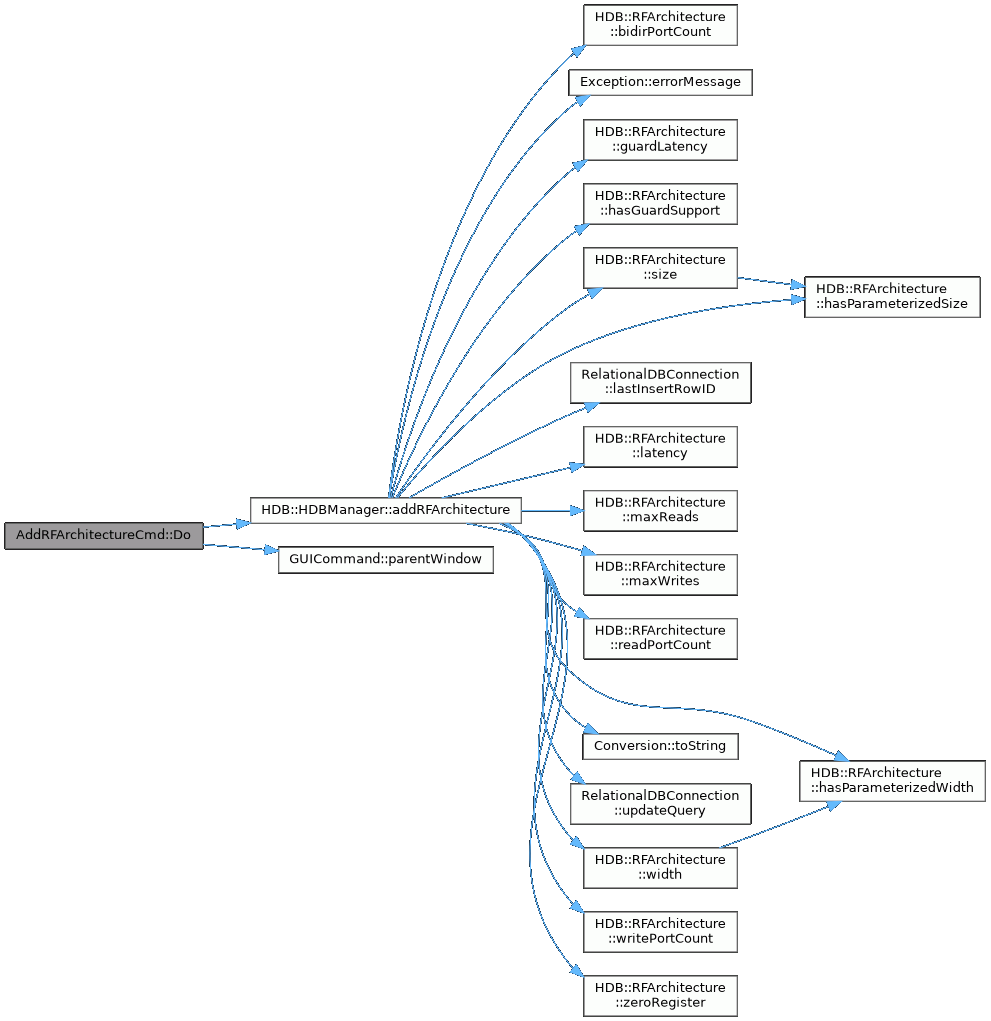 HDB::RFArchitecture
::bidirPortCount
Exception::errorMessage
HDB::RFArchitecture
::guardLatency
HDB::RFArchitecture
::hasGuardSupport
HDB::RFArchitecture
::size
HDB::RFArchitecture
::hasParameterizedSize
RelationalDBConnection
::lastInsertRowID
HDB::RFArchitecture
::latency
HDB::RFArchitecture
::maxReads
HDB::HDBManager::addRFArchitecture
AddRFArchitectureCmd::Do
GUICommand::parentWindow
HDB::RFArchitecture
::maxWrites
HDB::RFArchitecture
::readPortCount
Conversion::toString
HDB::RFArchitecture
::hasParameterizedWidth
RelationalDBConnection
::updateQuery
HDB::RFArchitecture
::width
HDB::RFArchitecture
::writePortCount
HDB::RFArchitecture
::zeroRegister